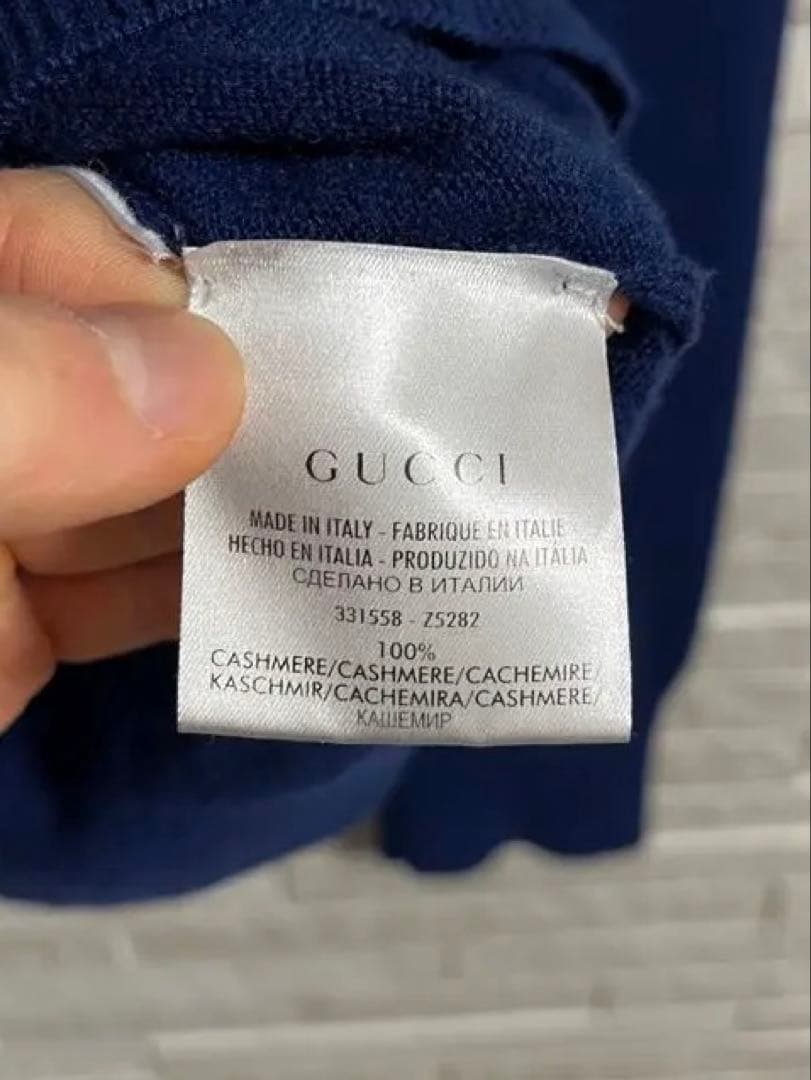 GUCCI
MADE IN ITALY - FABRIQUE EN ITALIE
HECHO EN ITALIA - PRODUZIDO NA ITÁLIA
СДЕЛАНО В ИТАЛИИ
331558 - Z5282
100%
CASHMERE/CASHMERE/CACHEMIRE/
KASCHMIR/CACHEMIRA/CASHMERE/
КАШЕМИР